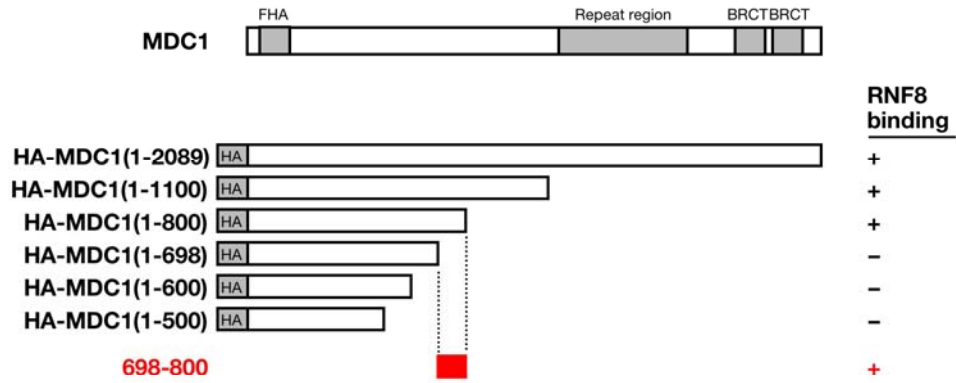 FHA Repeat region BRCTBRCT
MDC1
RNF8
binding
HA-MDC1(1-2089) HA +
HA-MDC1(1-1100) HA +
HA-MDC1(1-800) HA +
HA-MDC1(1-698) HA –
HA-MDC1(1-600) HA –
HA-MDC1(1-500) HA –
698-800 +